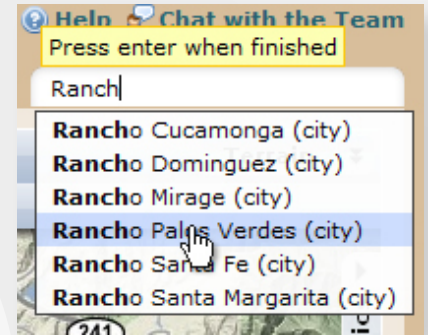 Help Chat with the Team
Press enter when finished
Ranch
Rancho Cucamonga (city)
Rancho Dominguez (city)
Rancho Mirage (city)
Rancho Palos Verdes (city)
Rancho Santa Fe (city)
Rancho Santa Margarita (city)
241